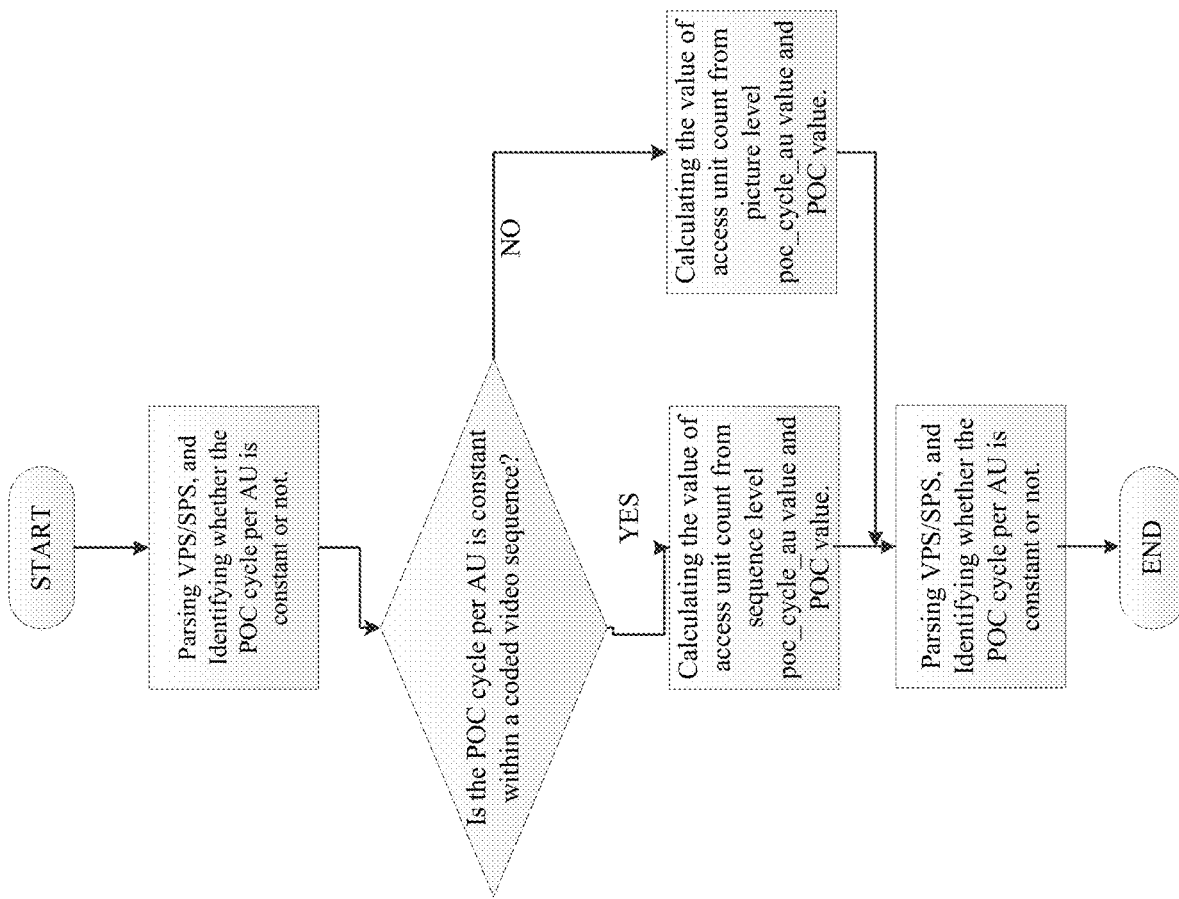 START
Parsing VPS/SPS, and
Identifying whether the
POC cycle per AU is
constant or not.
Is the POC cycle per AU is constant
within a coded video sequence?
YES
NO
Calculating the value of
access unit count from
sequence level
poc_cycle_au value and
POC value.
Calculating the value of
access unit count from
picture level
poc_cycle_au value and
POC value.
Parsing VPS/SPS, and
Identifying whether the
POC cycle per AU is
constant or not.
END